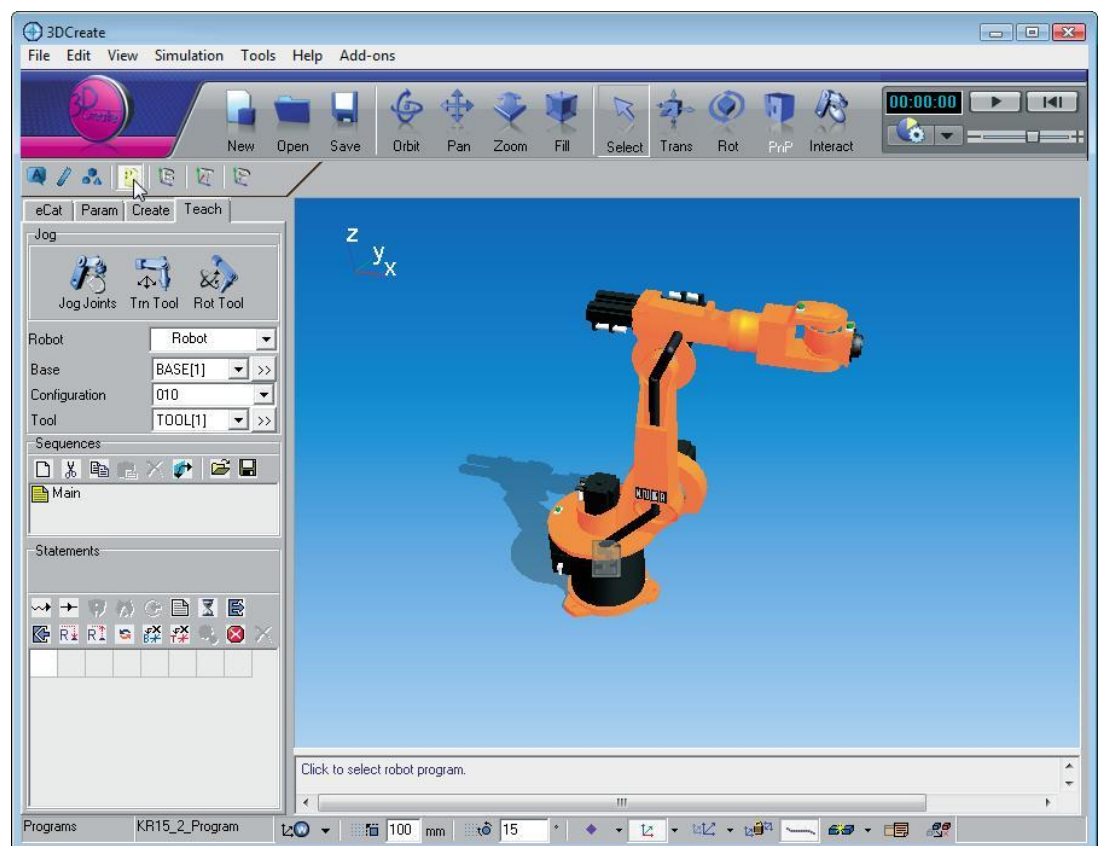 3DCreate
File Edit View Simulation Tools Help Add-ons
3D
Create
New Open Save Orbit Pan Zoom Fill Select Trans Rot PnP Interact
00:00:00
eCat Param Create Teach
Jog
Jog Joints Trn Tool Rot Tool
Robot Robot
Base BASE[1] >>
Configuration 010
Tool TOOL[1] >>
Sequences
Main
Statements
z
y
x
KUKA
Click to select robot program.
Programs KR15_2_Program 100 mm 15 °